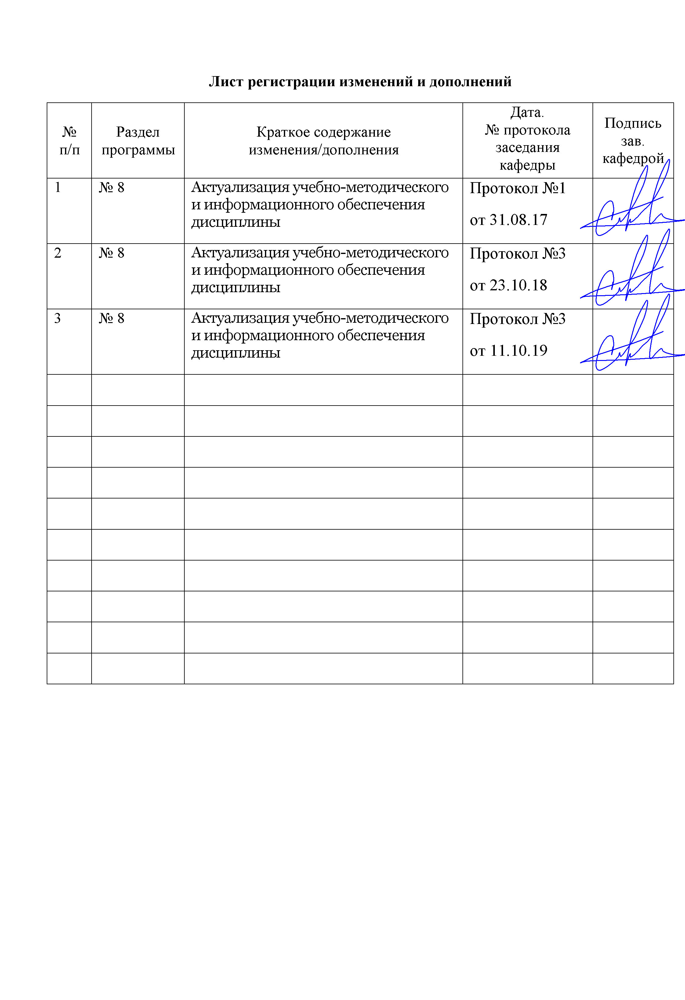 Лист регистрации изменений и дополнений
№
п/п
Раздел
программы
Краткое содержание
изменения/дополнения
Дата.
№ протокола
заседания
кафедры
Подпись
зав.
кафедрой
1
№ 8
Актуализация учебно-методического
и информационного обеспечения
дисциплины
Протокол №1
от 31.08.17
2
№ 8
Актуализация учебно-методического
и информационного обеспечения
дисциплины
Протокол №3
от 23.10.18
3
№ 8
Актуализация учебно-методического
и информационного обеспечения
дисциплины
Протокол №3
от 11.10.19